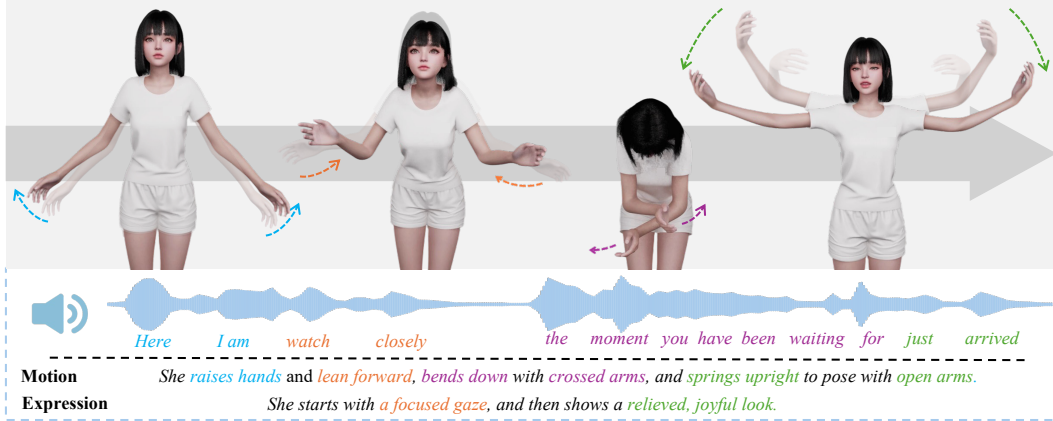 Here I am watch closely the moment you have been waiting for just arrived
Motion She raises hands and lean forward, bends down with crossed arms, and springs upright to pose with open arms.
Expression She starts with a focused gaze, and then shows a relieved, joyful look.